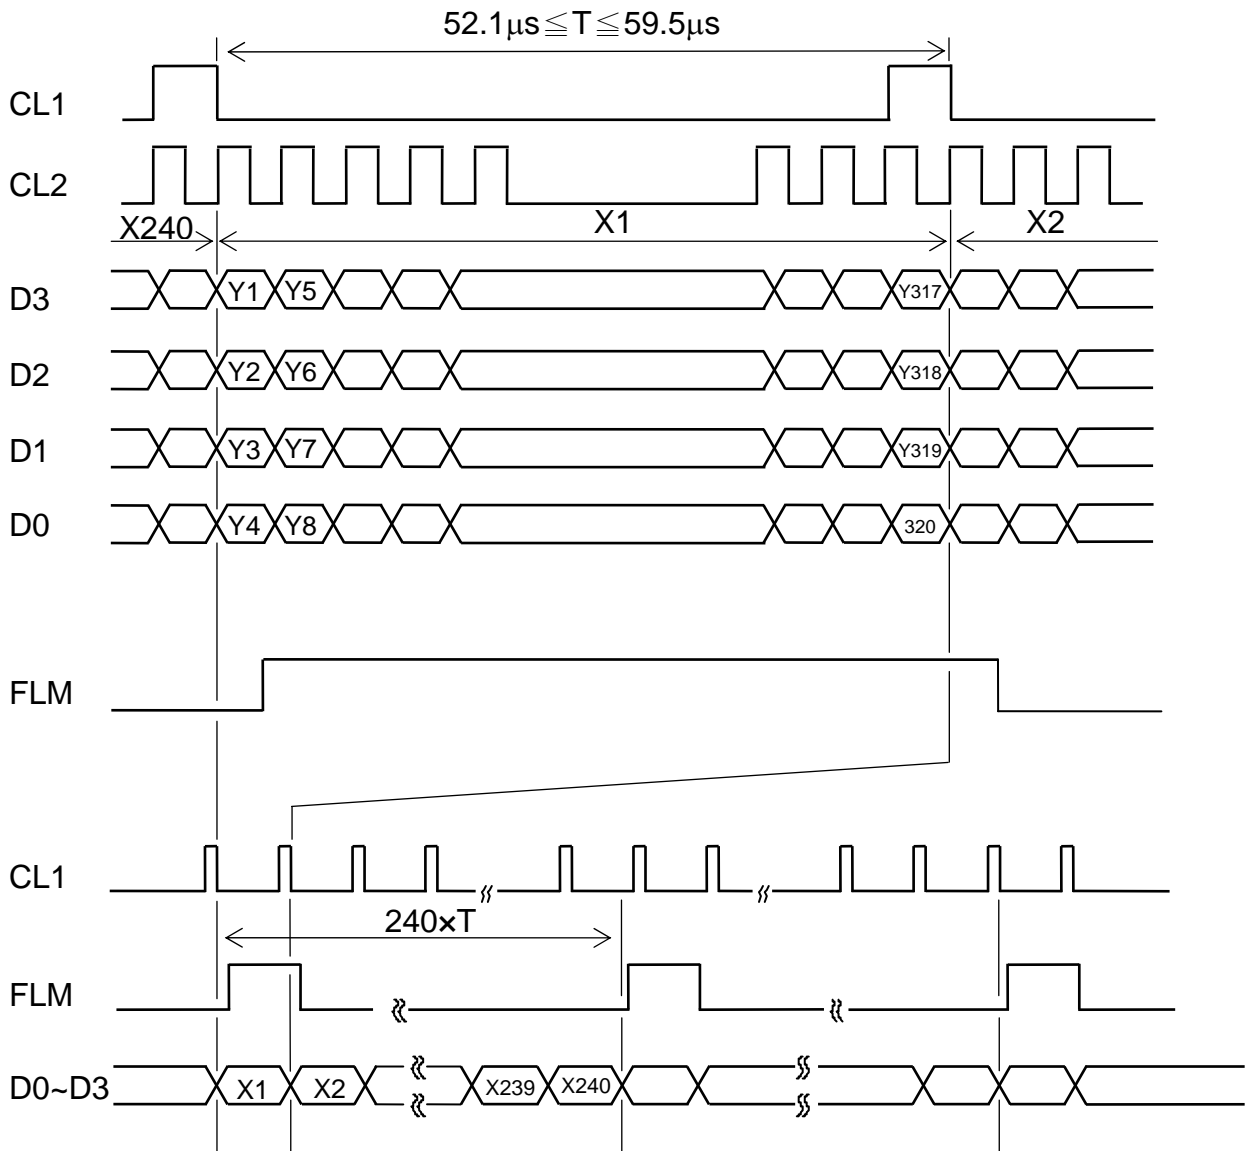 52.1μs≦T≦59.5μs
CL1
CL2
X240 X1 X2
D3 Y1 Y5 Y317
D2 Y2 Y6 Y318
D1 Y3 Y7 Y319
D0 Y4 Y8 320
FLM
CL1
240×T
FLM
D0~D3 X1 X2 X239 X240